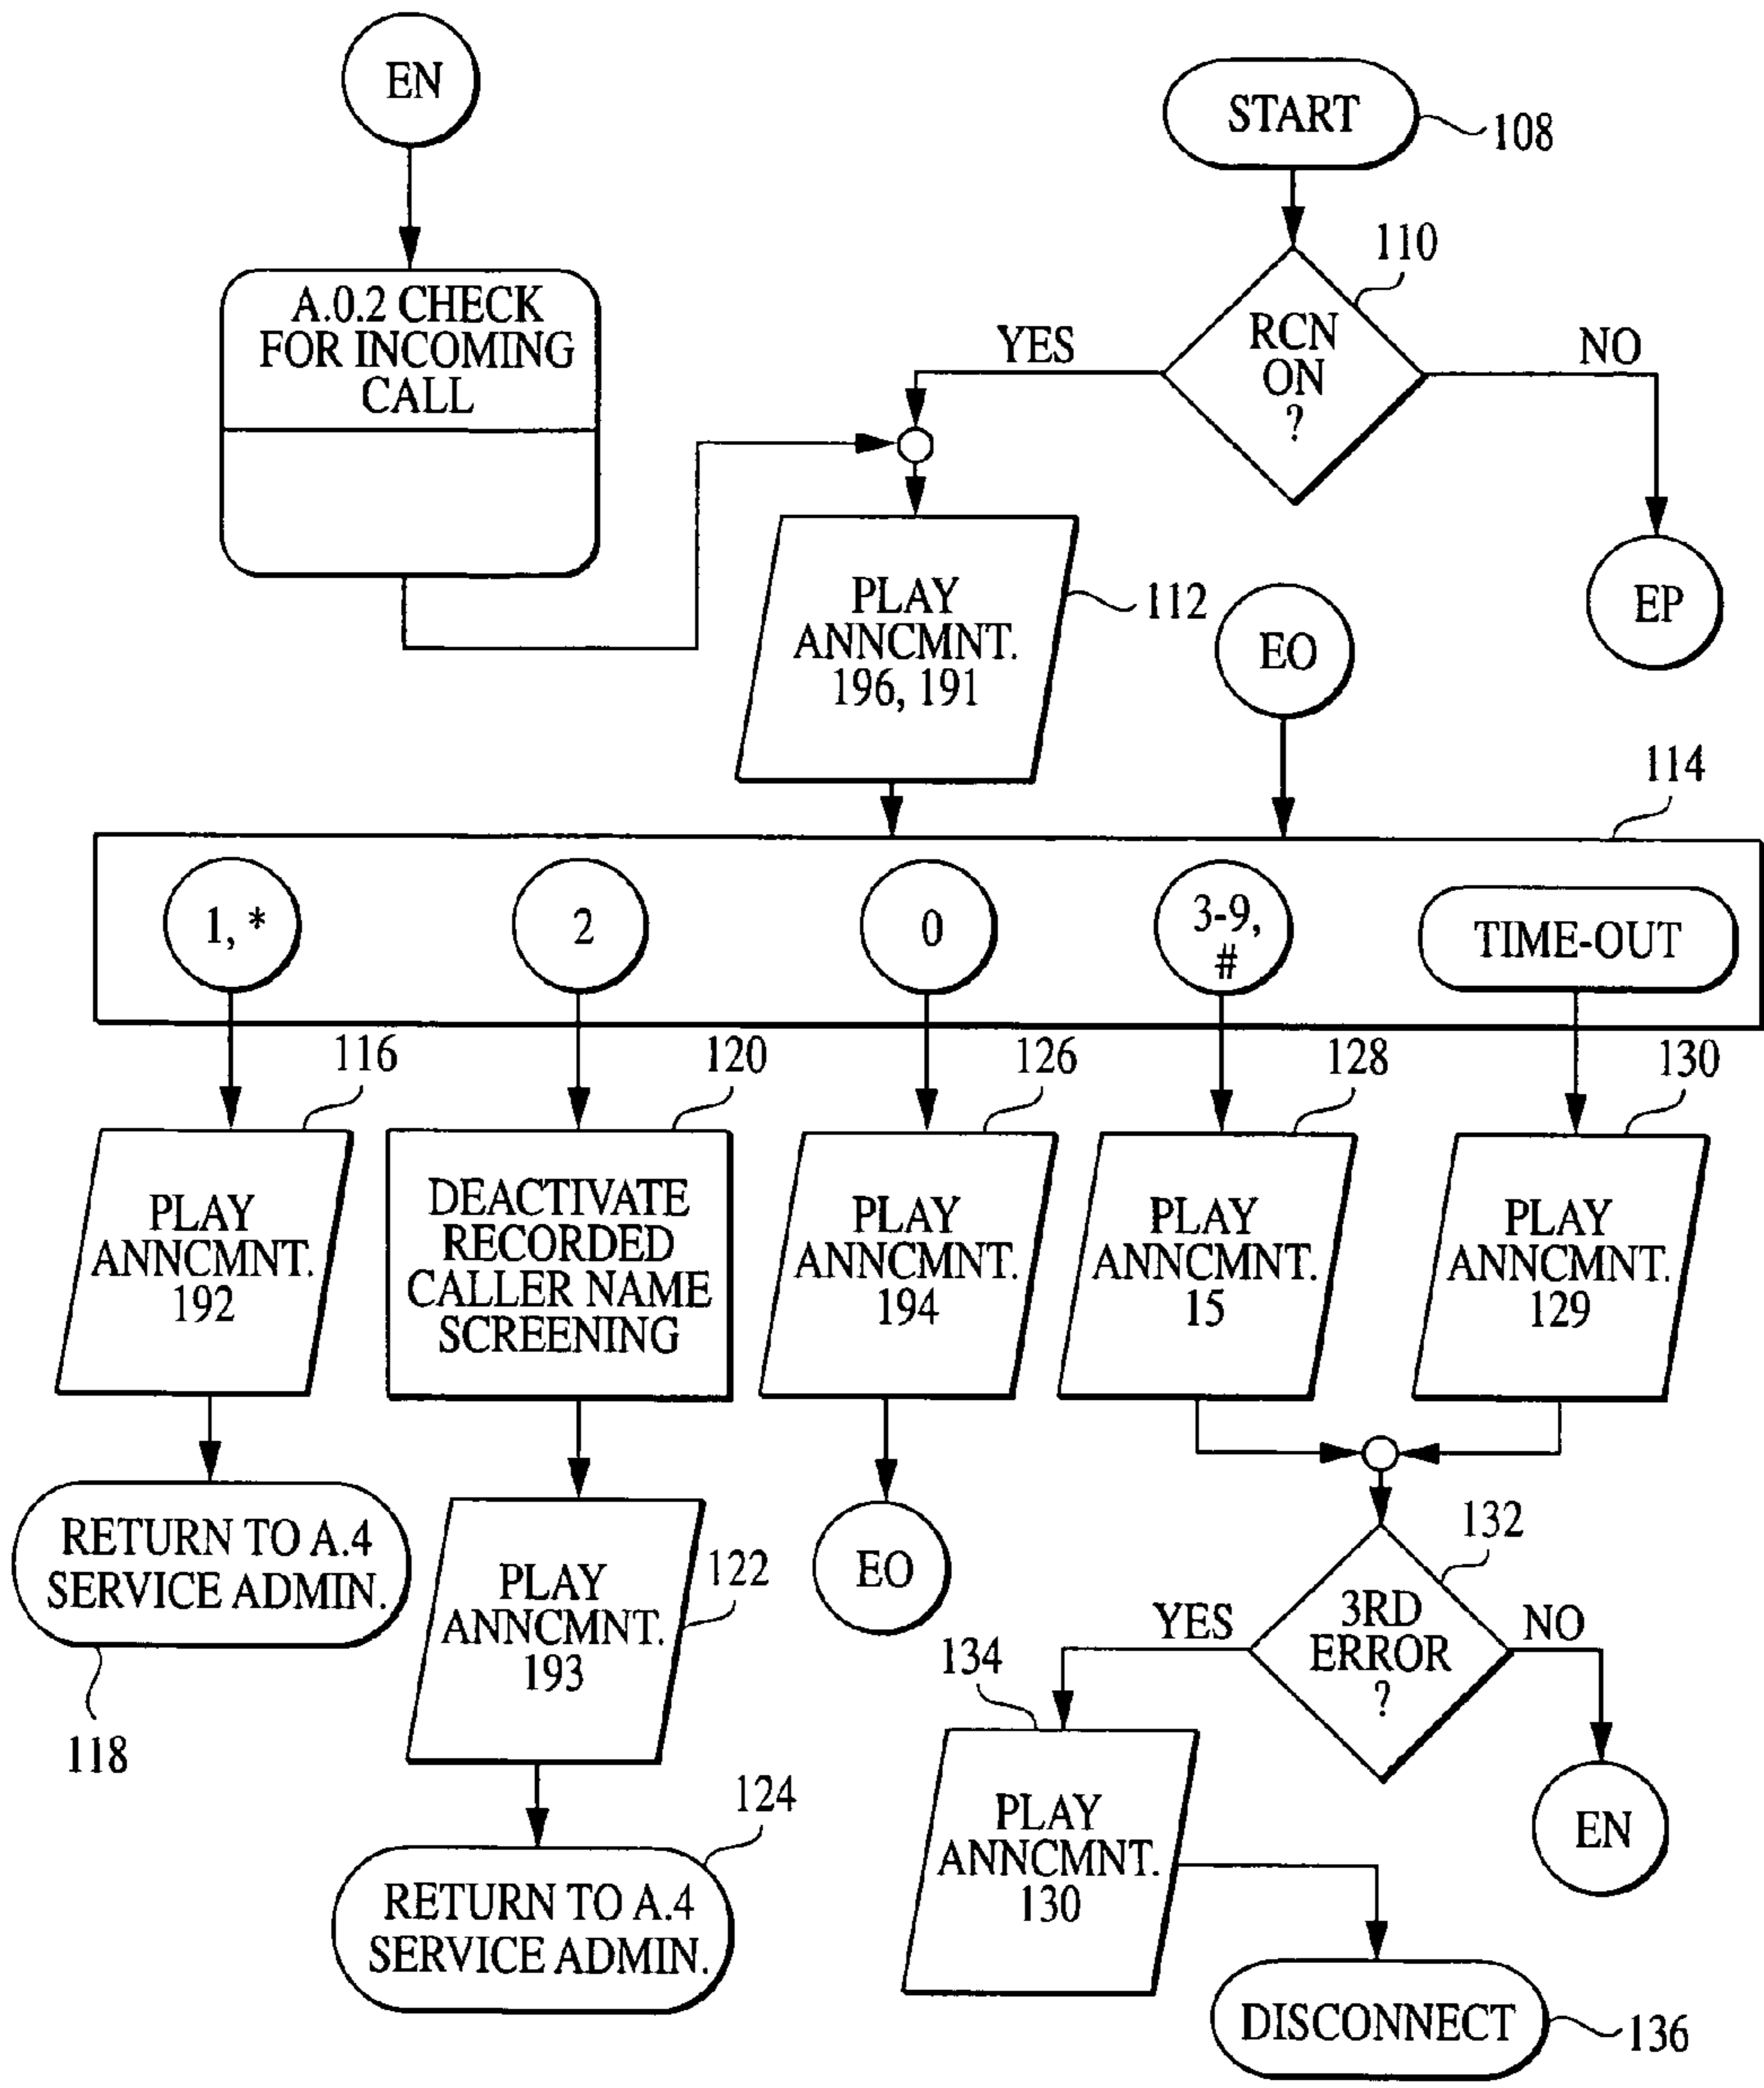 EN
START
108
110
A.0.2 CHECK
FOR INCOMING
CALL
RCN
ON
?
YES
NO
PLAY
ANNCMNT.
196, 191
112
EO
EP
114
1, *
2
0
3-9,
#
TIME-OUT
116
120
126
128
130
PLAY
ANNCMNT.
192
DEACTIVATE
RECORDED
CALLER NAME
SCREENING
PLAY
ANNCMNT.
194
PLAY
ANNCMNT.
15
PLAY
ANNCMNT.
129
RETURN TO A.4
SERVICE ADMIN.
118
PLAY
ANNCMNT.
193
122
EO
132
3RD
ERROR
?
YES
NO
134
PLAY
ANNCMNT.
130
EN
124
RETURN TO A.4
SERVICE ADMIN.
DISCONNECT
136